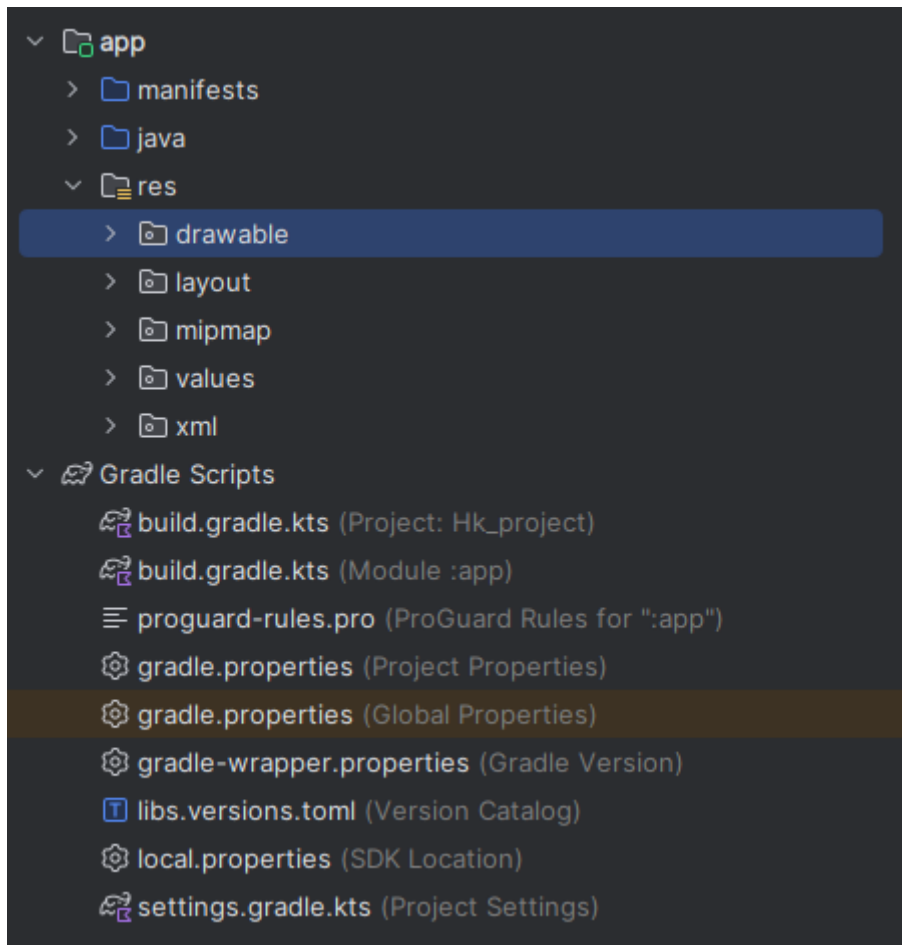 app
manifests
java
res
drawable
layout
mipmap
values
xml
Gradle Scripts
build.gradle.kts (Project: Hk_project)
build.gradle.kts (Module :app)
proguard-rules.pro (ProGuard Rules for ":app")
gradle.properties (Project Properties)
gradle.properties (Global Properties)
gradle-wrapper.properties (Gradle Version)
libs.versions.toml (Version Catalog)
local.properties (SDK Location)
settings.gradle.kts (Project Settings)